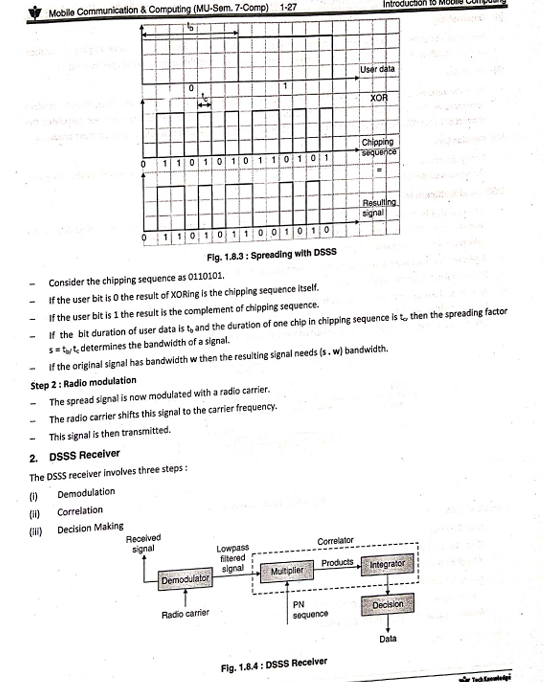 Mobile Communication & Computing (MU-Sem. 7-Comp) 1-27 Introduction to Mobile Computing
t_b
User data
0 1
t_c
XOR
Chipping
sequence
0 1 1 0 1 0 1 0 1 1 0 1 0 1
=
Resulting
signal
0 1 1 0 1 0 1 1 0 0 1 0 1 0
Fig. 1.8.3 : Spreading with DSSS
– Consider the chipping sequence as 0110101.
– If the user bit is 0 the result of XORing is the chipping sequence itself.
– If the user bit is 1 the result is the complement of chipping sequence.
– If the bit duration of user data is t_b and the duration of one chip in chipping sequence is t_c, then the spreading factor
s = t_b/ t_c determines the bandwidth of a signal.
– If the original signal has bandwidth w then the resulting signal needs (s . w) bandwidth.
Step 2 : Radio modulation
– The spread signal is now modulated with a radio carrier.
– The radio carrier shifts this signal to the carrier frequency.
– This signal is then transmitted.
2. DSSS Receiver
The DSSS receiver involves three steps :
(i) Demodulation
(ii) Correlation
(iii) Decision Making
Received
signal
Lowpass
filtered
signal
Correlator
Demodulator
Multiplier
Products
Integrator
Radio carrier
PN
sequence
Decision
Data
Fig. 1.8.4 : DSSS Receiver
Tech Knowledge